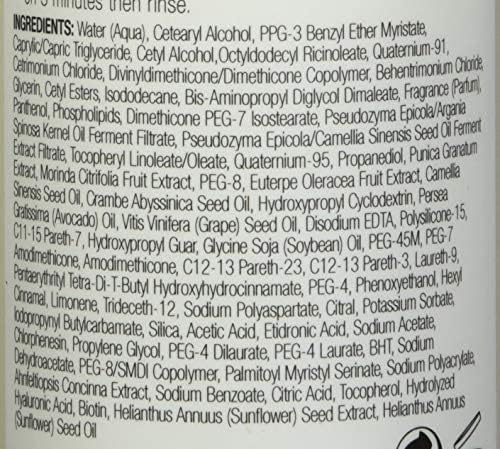 on 5 minutes then rinse.
INGREDIENTS: Water (Aqua), Cetearyl Alcohol, PPG-3 Benzyl Ether Myristate,
Caprylic/Capric Triglyceride, Cetyl Alcohol,Octyldodecyl Ricinoleate, Quaternium-91,
Cetrimonium Chloride, Divinyldimethicone/Dimethicone Copolymer, Behentrimonium Chloride,
Glycerin, Cetyl Esters, Isododecane, Bis-Aminopropyl Diglycol Dimaleate, Fragrance (Parfum),
Panthenol, Phospholipids, Dimethicone PEG-7 Isostearate, Pseudozyma Epicola/Argania
Spinosa Kernel Oil Ferment Filtrate, Pseudozyma Epicola/Camellia Sinensis Seed Oil Ferment
Extract Filtrate, Tocopheryl Linoleate/Oleate, Quaternium-95, Propanediol, Punica Granatum
Extract, Morinda Citrifolia Fruit Extract, PEG-8, Euterpe Oleracea Fruit Extract, Camellia
Sinensis Seed Oil, Crambe Abyssinica Seed Oil, Hydroxypropyl Cyclodextrin, Persea
Gratissima (Avocado) Oil, Vitis Vinifera (Grape) Seed Oil, Disodium EDTA, Polysilicone-15,
C11-15 Pareth-7, Hydroxypropyl Guar, Glycine Soja (Soybean) Oil, PEG-45M, PEG-7
Amodimethicone, Amodimethicone, C12-13 Pareth-23, C12-13 Pareth-3, Laureth-9,
Pentaerythrityl Tetra-Di-T-Butyl Hydroxyhydrocinnamate, PEG-4, Phenoxyethanol, Hexyl
Cinnamal, Limonene, Trideceth-12, Sodium Polyaspartate, Citral, Potassium Sorbate,
Iodopropynyl Butylcarbamate, Silica, Acetic Acid, Etidronic Acid, Sodium Acetate,
Chlorphenesin, Propylene Glycol, PEG-4 Dilaurate, PEG-4 Laurate, BHT, Sodium
Dehydroacetate, PEG-8/SMDI Copolymer, Palmitoyl Myristyl Serinate, Sodium Polyacrylate,
Ahnfeltiopsis Concinna Extract, Sodium Benzoate, Citric Acid, Tocopherol, Hydrolyzed
Hyaluronic Acid, Biotin, Helianthus Annuus (Sunflower) Seed Extract, Helianthus Annuus
(Sunflower) Seed Oil